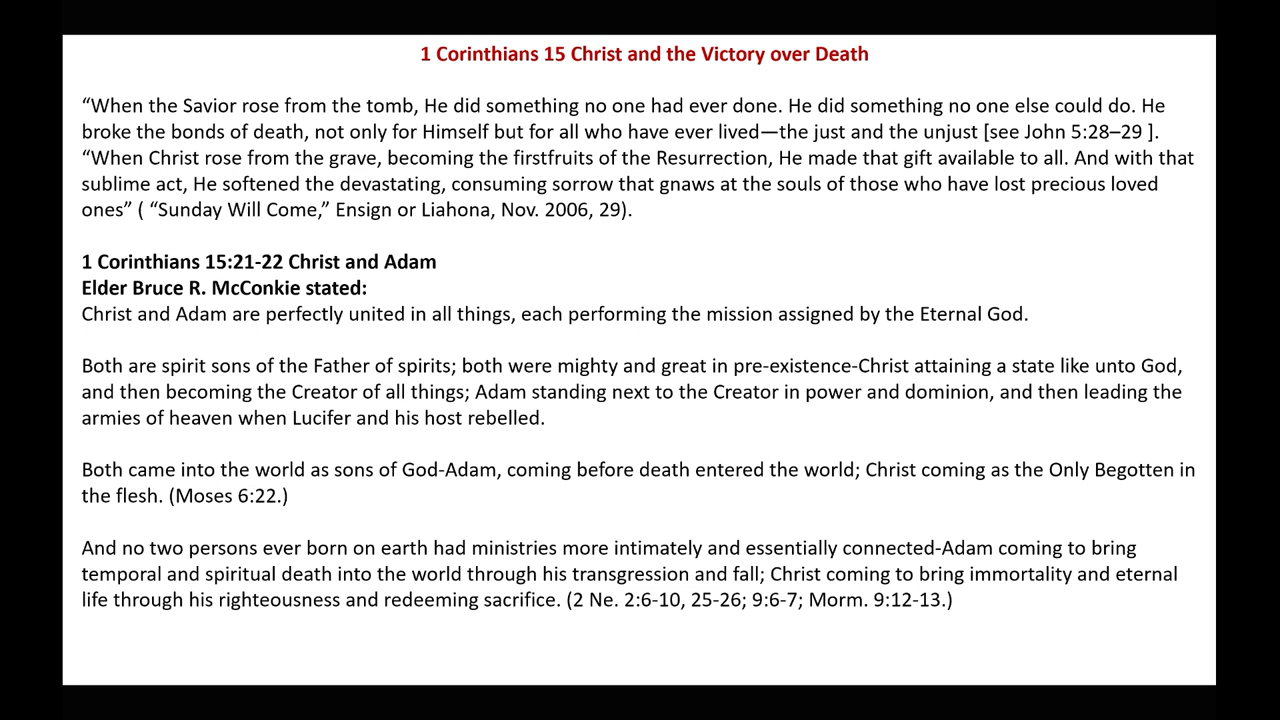 1 Corinthians 15 Christ and the Victory over Death
“When the Savior rose from the tomb, He did something no one had ever done. He did something no one else could do. He
broke the bonds of death, not only for Himself but for all who have ever lived—the just and the unjust [see John 5:28–29 ].
“When Christ rose from the grave, becoming the firstfruits of the Resurrection, He made that gift available to all. And with that
sublime act, He softened the devastating, consuming sorrow that gnaws at the souls of those who have lost precious loved
ones” ( “Sunday Will Come,” Ensign or Liahona, Nov. 2006, 29).
1 Corinthians 15:21-22 Christ and Adam
Elder Bruce R. McConkie stated:
Christ and Adam are perfectly united in all things, each performing the mission assigned by the Eternal God.
Both are spirit sons of the Father of spirits; both were mighty and great in pre-existence-Christ attaining a state like unto God,
and then becoming the Creator of all things; Adam standing next to the Creator in power and dominion, and then leading the
armies of heaven when Lucifer and his host rebelled.
Both came into the world as sons of God-Adam, coming before death entered the world; Christ coming as the Only Begotten in
the flesh. (Moses 6:22.)
And no two persons ever born on earth had ministries more intimately and essentially connected-Adam coming to bring
temporal and spiritual death into the world through his transgression and fall; Christ coming to bring immortality and eternal
life through his righteousness and redeeming sacrifice. (2 Ne. 2:6-10, 25-26; 9:6-7; Morm. 9:12-13.)